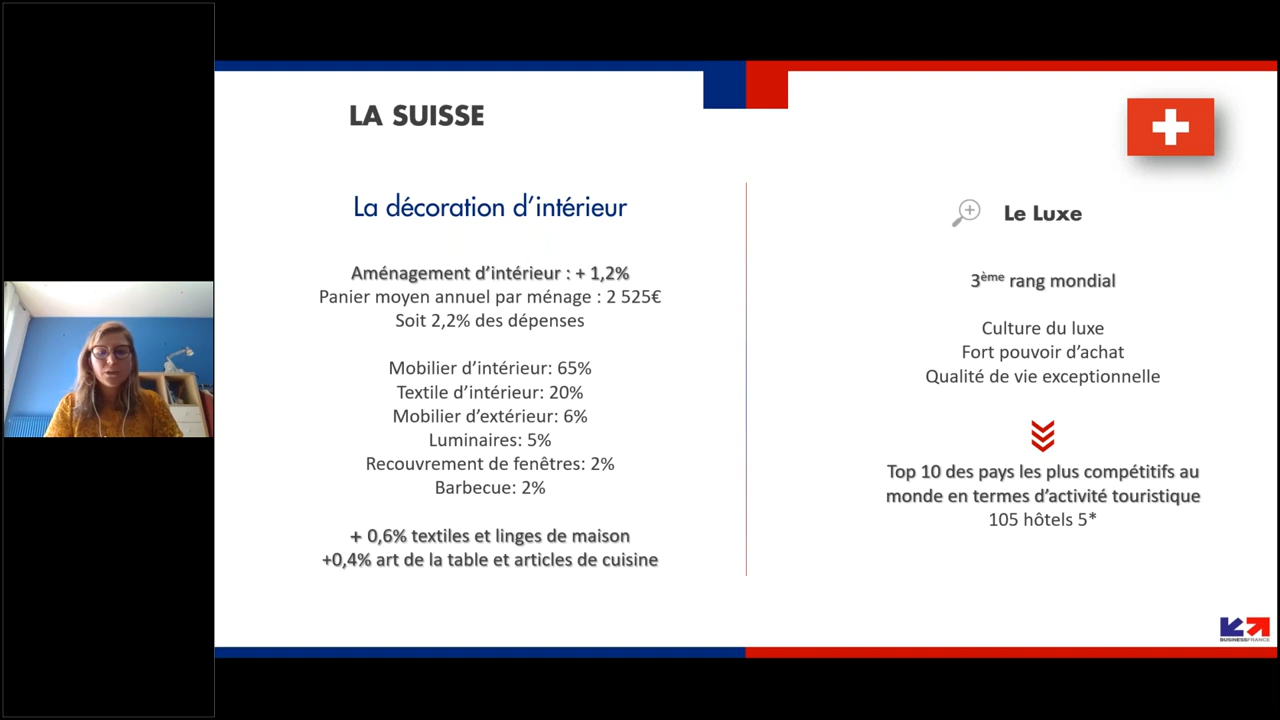 LA SUISSE
La décoration d'intérieur
Aménagement d'intérieur : + 1,2%
Panier moyen annuel par ménage : 2 525€
Soit 2,2% des dépenses
Mobilier d'intérieur: 65%
Textile d'intérieur: 20%
Mobilier d'extérieur: 6%
Luminaires: 5%
Recouvrement de fenêtres: 2%
Barbecue: 2%
+ 0,6% textiles et linges de maison
+0,4% art de la table et articles de cuisine
Le Luxe
3ème rang mondial
Culture du luxe
Fort pouvoir d'achat
Qualité de vie exceptionnelle
Top 10 des pays les plus compétitifs au
monde en termes d'activité touristique
105 hôtels 5*
BUSINESSFRANCE